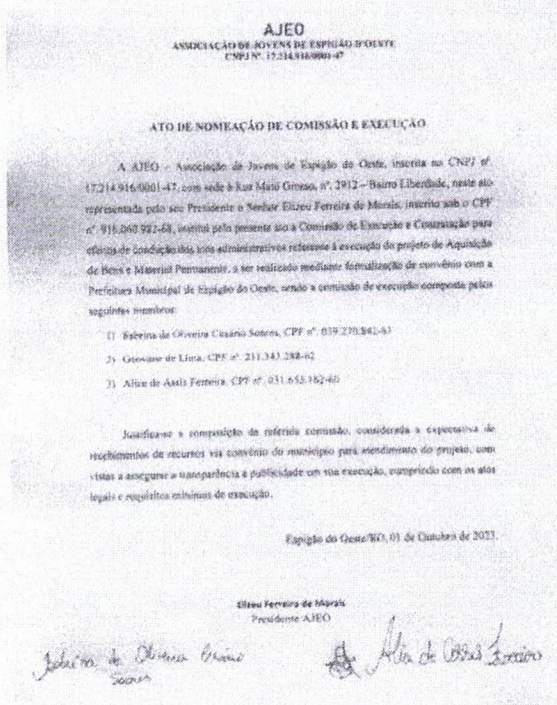 AJEO
ASSOCIAÇÃO DE JOVENS DE ESPIGÃO D'OESTE
CNPJ Nº. 17.214.916/0001-47
ATO DE NOMEAÇÃO DE COMISSÃO E EXECUÇÃO
A AJEO – Associação de Jovens de Espigão do Oeste, inscrita no CNPJ nº.
17.214.916/0001-47, com sede à Rua Mato Grosso, nº. 2912 – Bairro Liberdade, neste ato
representada pelo seu Presidente o Senhor Elizeu Ferreira de Morais, inscrito sob o CPF
nº. 916.060.982-68, institui pela presente ato a Comissão de Execução e Contratação para
efeitos de condução dos atos administrativos referente à execução do projeto de Aquisição
de Bens e Material Permanente, a ser realizado mediante formalização de convênio com a
Prefeitura Municipal de Espigão do Oeste, sendo a comissão de execução composta pelos
seguintes membros:
1) Sabrina de Oliveira Soares, CPF nº.
2) Geovane de Lima, CPF nº. 211.343.288-62
3) Alice de Assis Ferreira, CPF nº. 031.653.162-60
Justifica-se a composição da referida comissão, considerada a expectativa de
recebimentos de recursos via convênio do município para atendimento do projeto, com
vistas a assegurar a transparência e publicidade em sua execução, cumprindo com os atos
legais e requisitos mínimos de execução.
Espigão do Oeste/RO, 01 de Outubro de 2023.
Elizeu Ferreira de Morais
Presidente AJEO
Sabrina de Oliveira
Soares
Alice de Assis Ferreira